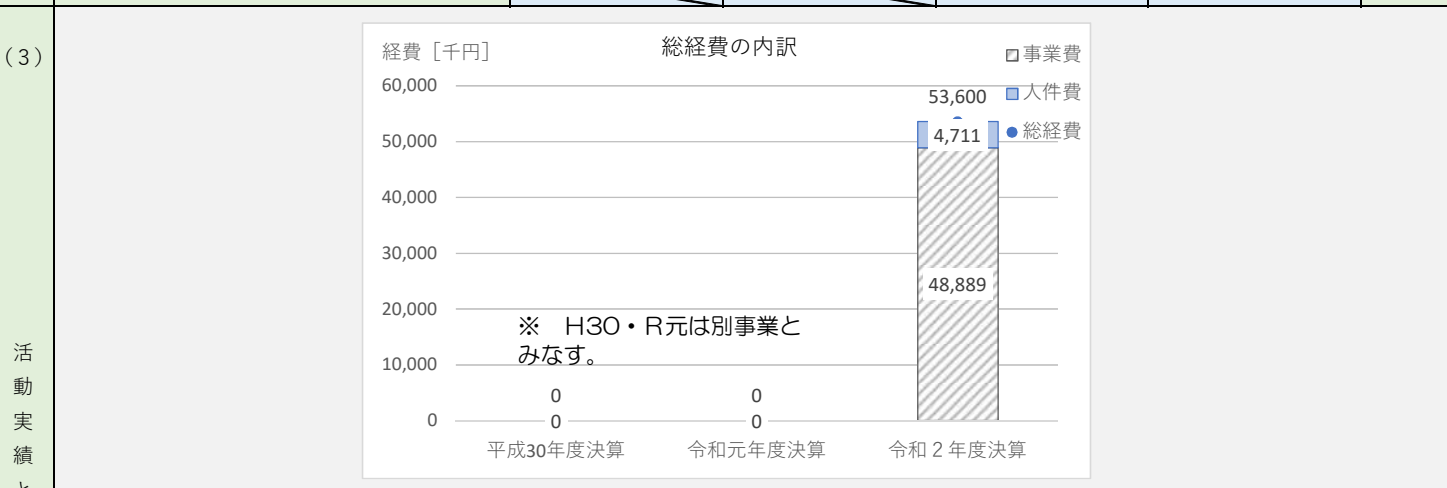 (3)
活動実績と
総経費の内訳
経費［千円］
事業費
人件費
総経費
60,000
50,000
40,000
30,000
20,000
10,000
0
53,600
4,711
48,889
※　H30・R元は別事業と
みなす。
0
0
0
0
平成30年度決算
令和元年度決算
令和２年度決算